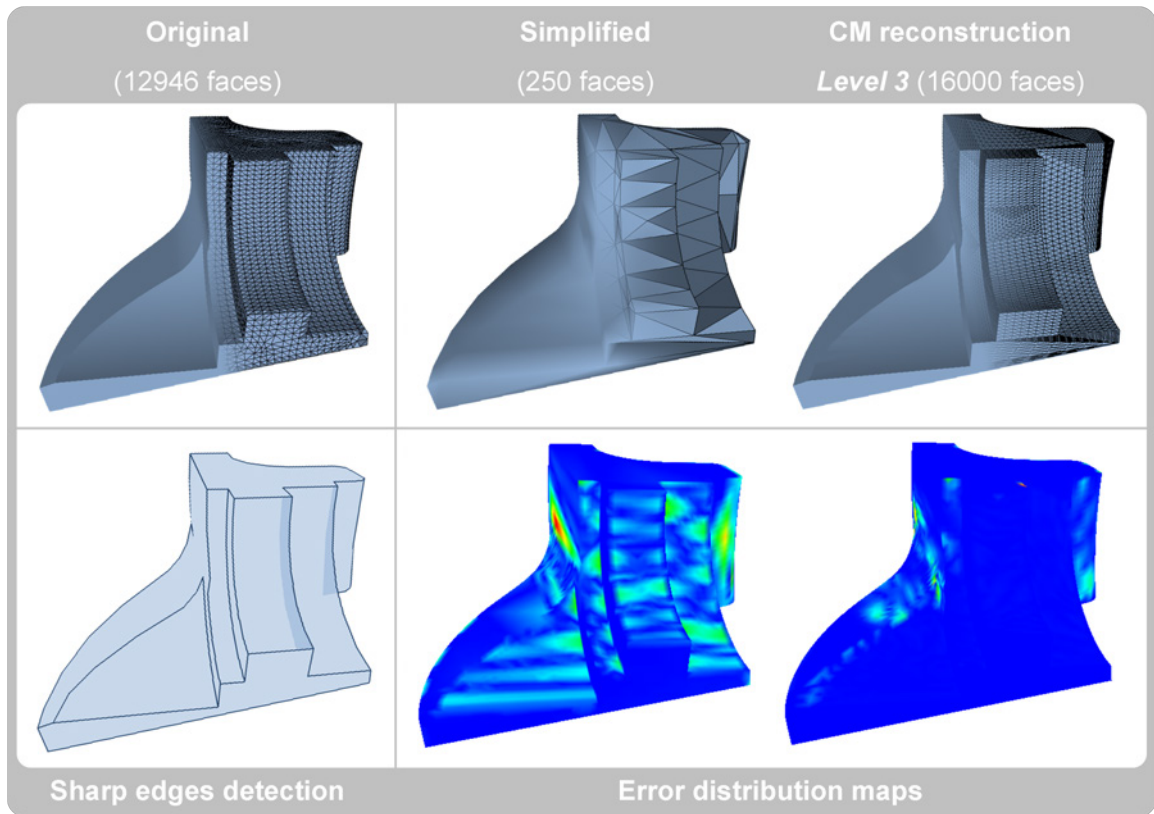 Original
(12946 faces)
Simplified
(250 faces)
CM reconstruction
Level 3 (16000 faces)
Sharp edges detection
Error distribution maps